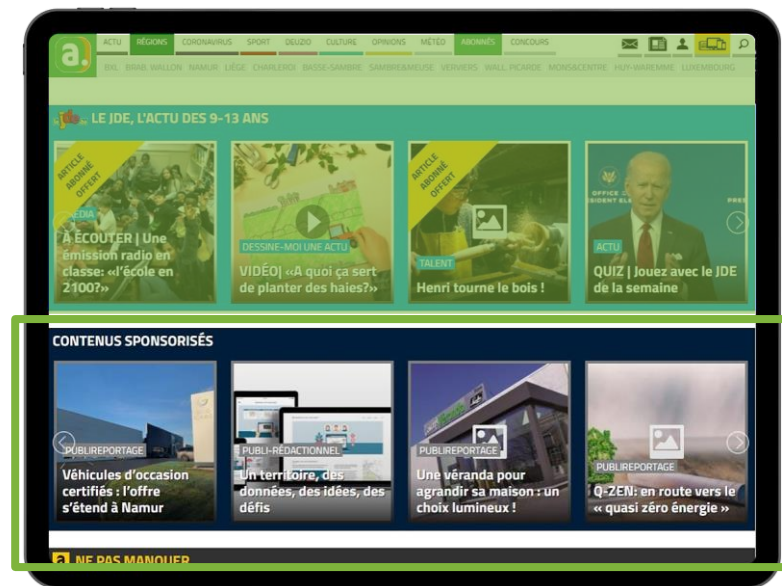 a.
ACTU RÉGIONS CORONAVIRUS SPORT DEUZIO CULTURE OPINIONS MÉTÉO ABONNÉS CONCOURS
BXL BRAB. WALLON NAMUR LIÈGE CHARLEROI BASSE-SAMBRE SAMBRE&MEUSE VERVIERS WALL. PICARDE MONS&CENTRE HUY-WAREMME LUXEMBOURG
jde LE JDE, L'ACTU DES 9-13 ANS
ARTICLE
ABONNÉ
OFFERT
MEDIA
À ÉCOUTER | Une
émission radio en
classe: «l'école en
2100?»
DESSINE-MOI UNE ACTU
VIDÉO| «A quoi ça sert
de planter des haies?»
ARTICLE
ABONNÉ
OFFERT
TALENT
Henri tourne le bois !
ACTU
QUIZ | Jouez avec le JDE
de la semaine
CONTENUS SPONSORISÉS
PUBLIREPORTAGE
Véhicules d'occasion
certifiés : l'offre
s'étend à Namur
PUBLI-RÉDACTIONNEL
Un territoire, des
données, des idées, des
défis
PUBLIREPORTAGE
Une véranda pour
agrandir sa maison : un
choix lumineux !
PUBLIREPORTAGE
Q-ZEN: en route vers le
« quasi zéro énergie »
a. NE PAS MANQUER